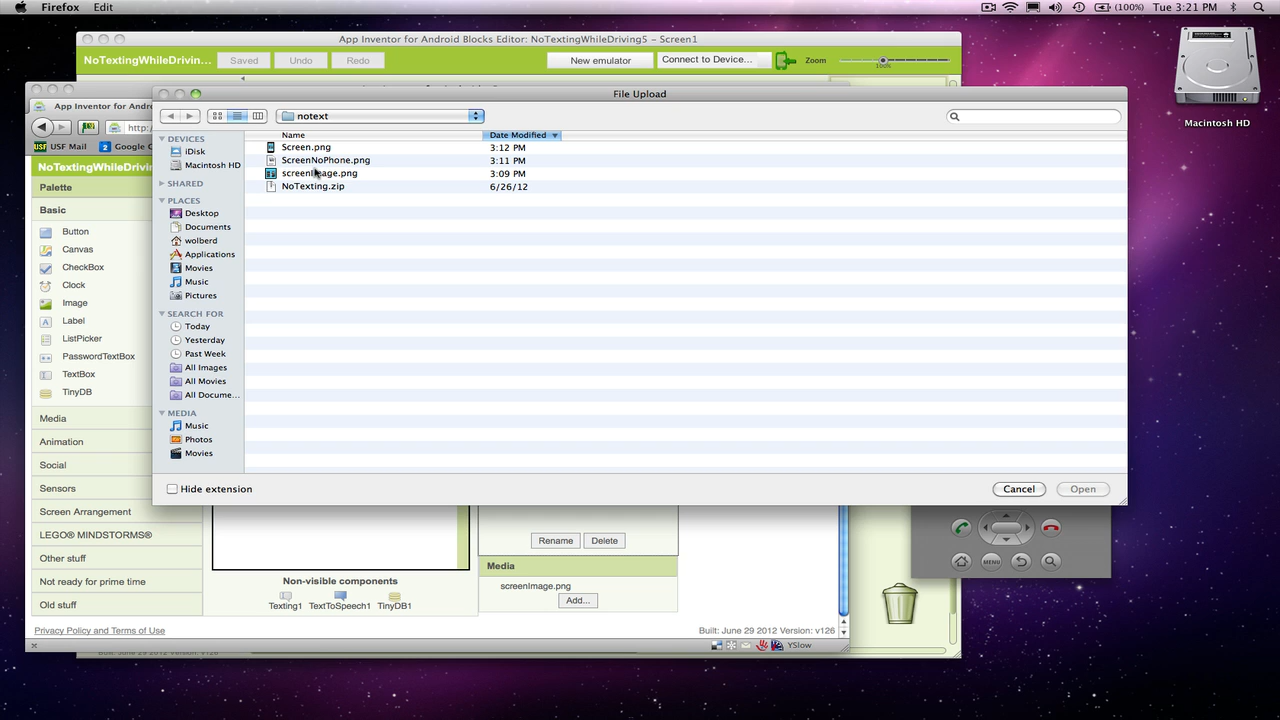 Firefox Edit (100%) Tue 3:21 PM
App Inventor for Android Blocks Editor: NoTextingWhileDriving5 - Screen1
NoTextingWhileDrivin... Saved Undo Redo New emulator Connect to Device... Zoom
100%
App Inventor for And
File Upload
notext
http:
USF Mail Google
NoTextingWhileDrivin
Palette
Basic
Button
Canvas
CheckBox
Clock
Image
Label
ListPicker
PasswordTextBox
TextBox
TinyDB
Media
Animation
Social
Sensors
Screen Arrangement
LEGO® MINDSTORMS®
Other stuff
Not ready for prime time
Old stuff
DEVICES
iDisk
Macintosh HD
SHARED
PLACES
Desktop
Documents
wolberd
Applications
Movies
Music
Pictures
SEARCH FOR
Today
Yesterday
Past Week
All Images
All Movies
All Docume...
MEDIA
Music
Photos
Movies
Name Date Modified
Screen.png 3:12 PM
ScreenNoPhone.png 3:11 PM
screenImage.png 3:09 PM
NoTexting.zip 6/26/12
Hide extension Cancel Open
Rename Delete
Media
screenImage.png
Add...
Non-visible components
Texting1 TextToSpeech1 TinyDB1
MENU
Privacy Policy and Terms of Use Built: June 29 2012 Version: v126
YSlow
Macintosh HD